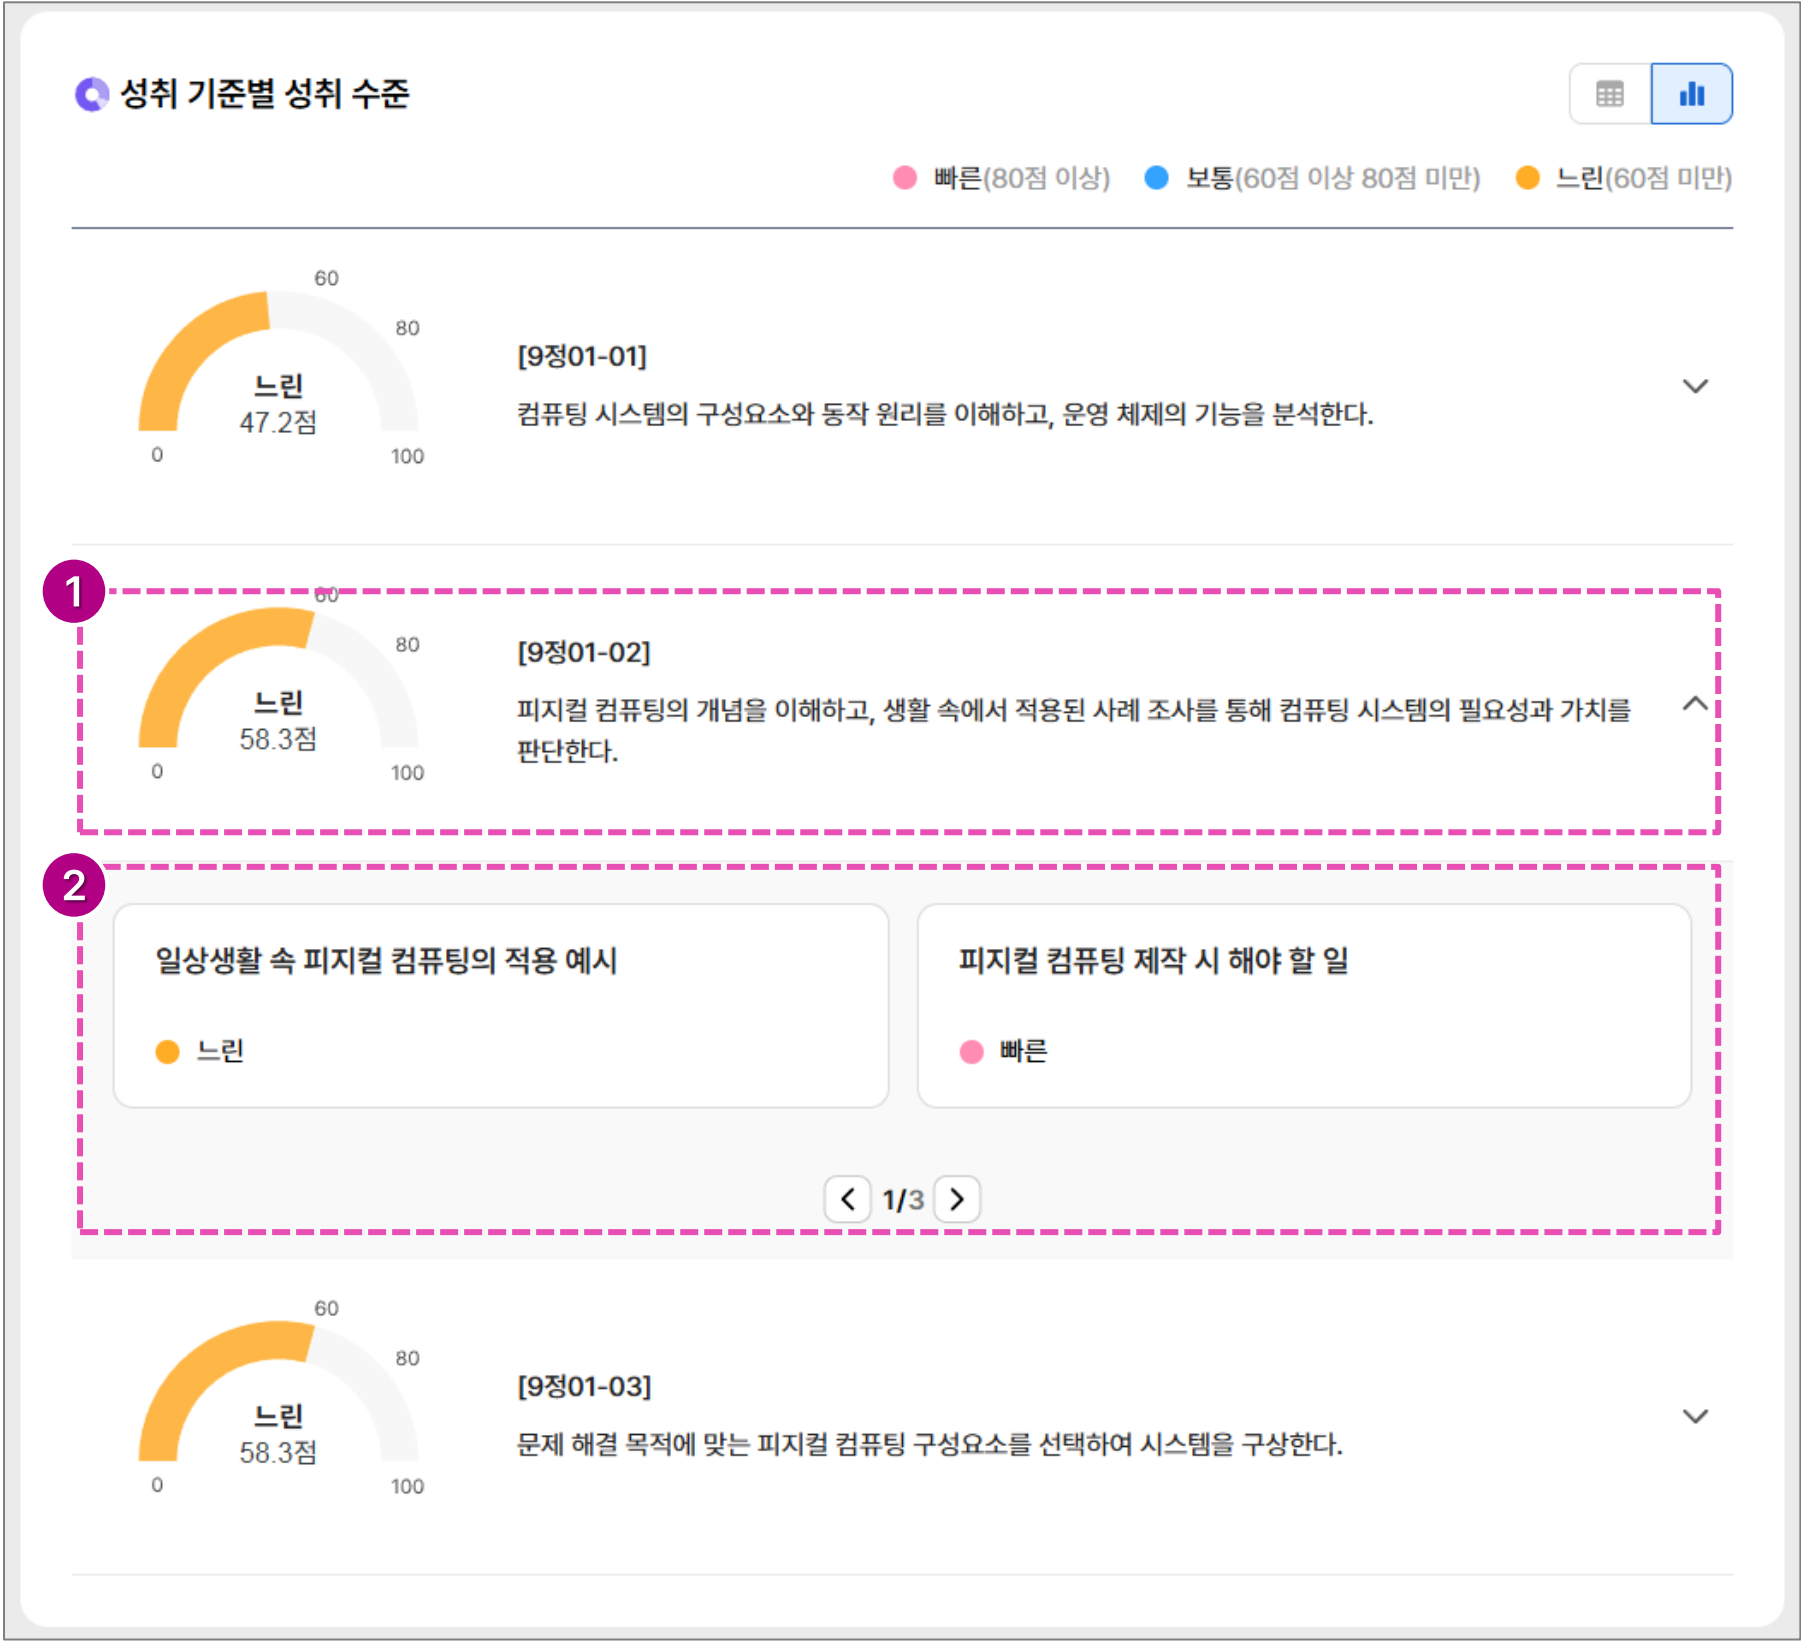 성취 기준별 성취 수준
빠른(80점 이상) 보통(60점 이상 80점 미만) 느린(60점 미만)
60
80
느린
47.2점
0
100
[9정01-01]
컴퓨팅 시스템의 구성요소와 동작 원리를 이해하고, 운영 체제의 기능을 분석한다.
1
60
80
느린
58.3점
0
100
[9정01-02]
피지컬 컴퓨팅의 개념을 이해하고, 생활 속에서 적용된 사례 조사를 통해 컴퓨팅 시스템의 필요성과 가치를
판단한다.
2
일상생활 속 피지컬 컴퓨팅의 적용 예시
느린
피지컬 컴퓨팅 제작 시 해야 할 일
빠른
1/3
60
80
느린
58.3점
0
100
[9정01-03]
문제 해결 목적에 맞는 피지컬 컴퓨팅 구성요소를 선택하여 시스템을 구상한다.